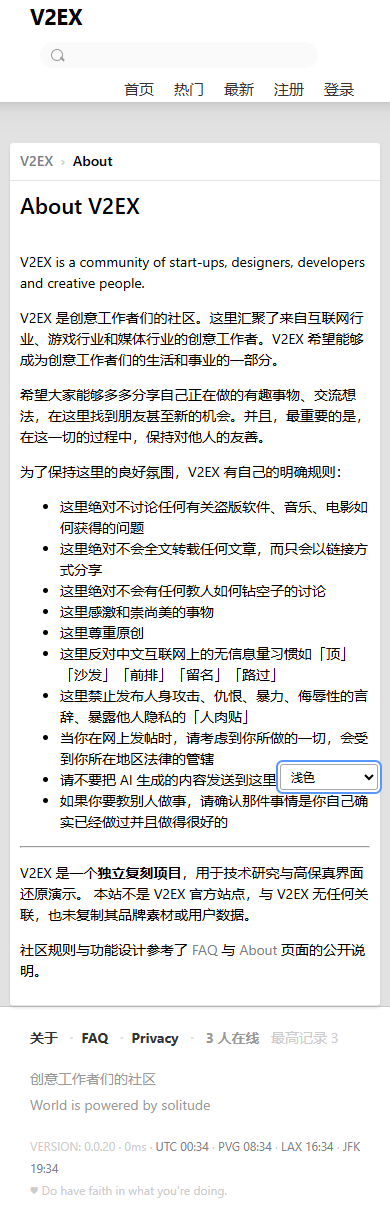 V2EX
首页 热门 最新 注册 登录
V2EX › About
About V2EX
V2EX is a community of start-ups, designers, developers
and creative people.
V2EX 是创意工作者们的社区。这里汇聚了来自互联网行
业、游戏行业和媒体行业的创意工作者。V2EX 希望能够
成为创意工作者们的生活和事业的一部分。
希望大家能够多多分享自己正在做的有趣事物、交流想
法，在这里找到朋友甚至新的机会。并且，最重要的是，
在这一切的过程中，保持对他人的友善。
为了保持这里的良好氛围，V2EX 有自己的明确规则：
• 这里绝对不讨论任何有关盗版软件、音乐、电影如
何获得的问题
• 这里绝对不会全文转载任何文章，而只会以链接方
式分享
• 这里绝对不会有任何教人如何钻空子的讨论
• 这里感激和崇尚美的事物
• 这里尊重原创
• 这里反对中文互联网上的无信息量习惯如「顶」
「沙发」「前排」「留名」「路过」
• 这里禁止发布人身攻击、仇恨、暴力、侮辱性的言
辞、暴露他人隐私的「人肉贴」
• 当你在网上发帖时，请考虑到你所做的一切，会受
到你所在地区法律的管辖
• 请不要把 AI 生成的内容发送到这里 浅色
• 如果你要教别人做事，请确认那件事情是你自己确
实已经做过并且做得很好的
V2EX 是一个独立复刻项目，用于技术研究与高保真界面
还原演示。 本站不是 V2EX 官方站点，与 V2EX 无任何关
联，也未复制其品牌素材或用户数据。
社区规则与功能设计参考了 FAQ 与 About 页面的公开说
明。
关于 · FAQ · Privacy · 3 人在线 最高记录 3
创意工作者们的社区
World is powered by solitude
VERSION: 0.0.20 · 0ms · UTC 00:34 · PVG 08:34 · LAX 16:34 · JFK
19:34
♥ Do have faith in what you're doing.